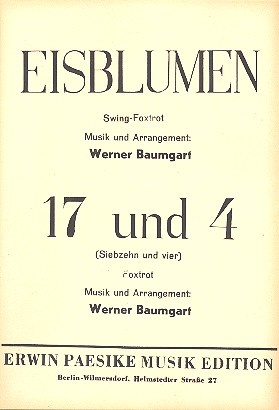 EISBLUMEN
Swing-Foxtrot
Musik und Arrangement:
Werner Baumgart
17 und 4
(Siebzehn und vier)
Foxtrot
Musik und Arrangement:
Werner Baumgart
ERWIN PAESIKE MUSIK EDITION
Berlin-Wilmersdorf, Helmstedter Straße 27